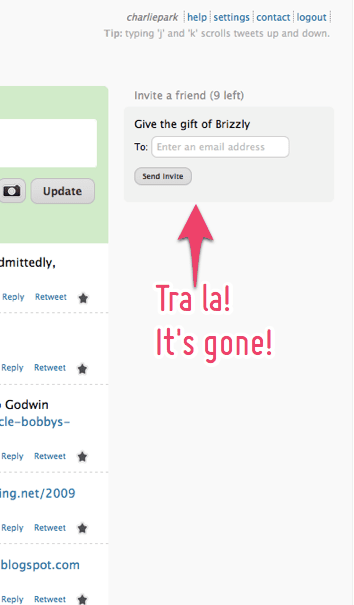 charliepark help settings contact logout
Tip: typing 'j' and 'k' scrolls tweets up and down.
Invite a friend (9 left)
Give the gift of Brizzly
To: Enter an email address
Send Invite
Update
dmittedly,
Reply Retweet
Tra la!
It's gone!
Reply Retweet
o Godwin
cle-bobbys-
Reply Retweet
ing.net/2009
Reply Retweet
blogspot.com
Reply Retweet